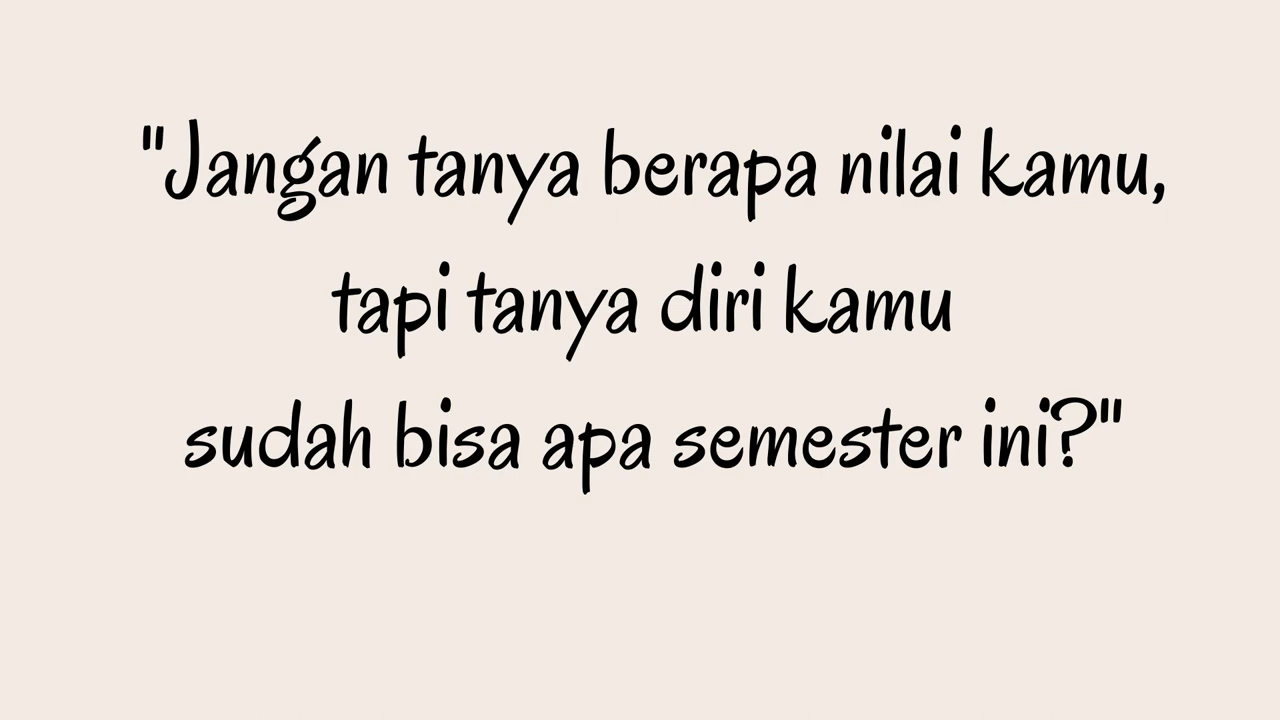 "Jangan tanya berapa nilai kamu,
tapi tanya diri kamu
sudah bisa apa semester ini?"